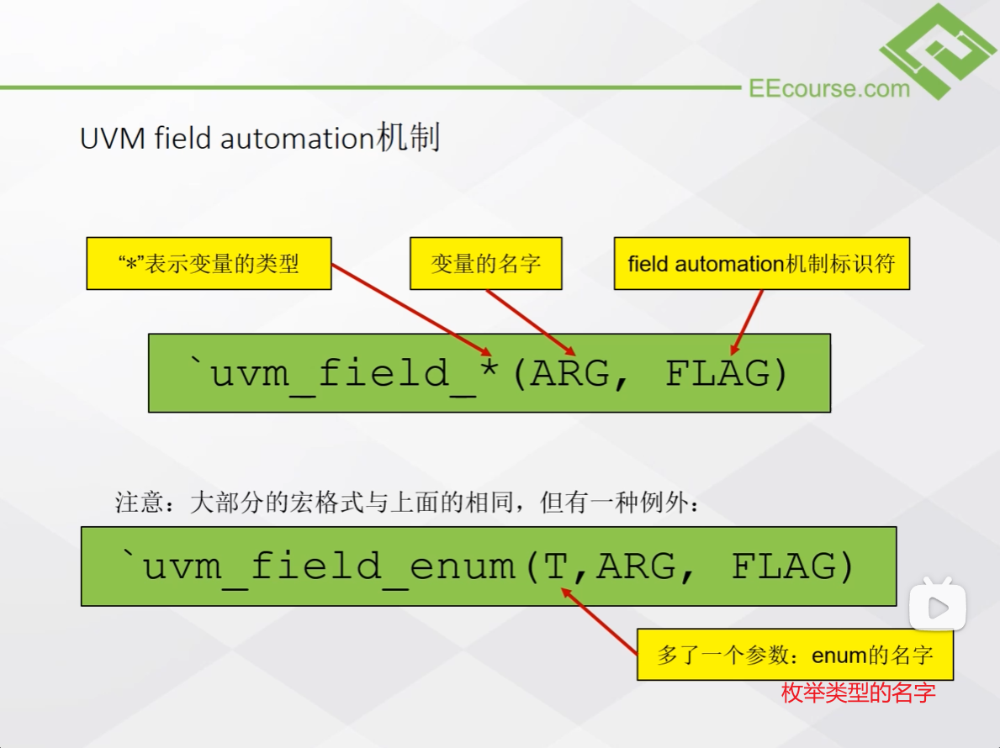 EEcourse.com
UVM field automation机制
“*”表示变量的类型
变量的名字
field automation机制标识符
`uvm_field_*(ARG, FLAG)
注意：大部分的宏格式与上面的相同，但有一种例外：
`uvm_field_enum(T,ARG, FLAG)
多了一个参数：enum的名字
枚举类型的名字